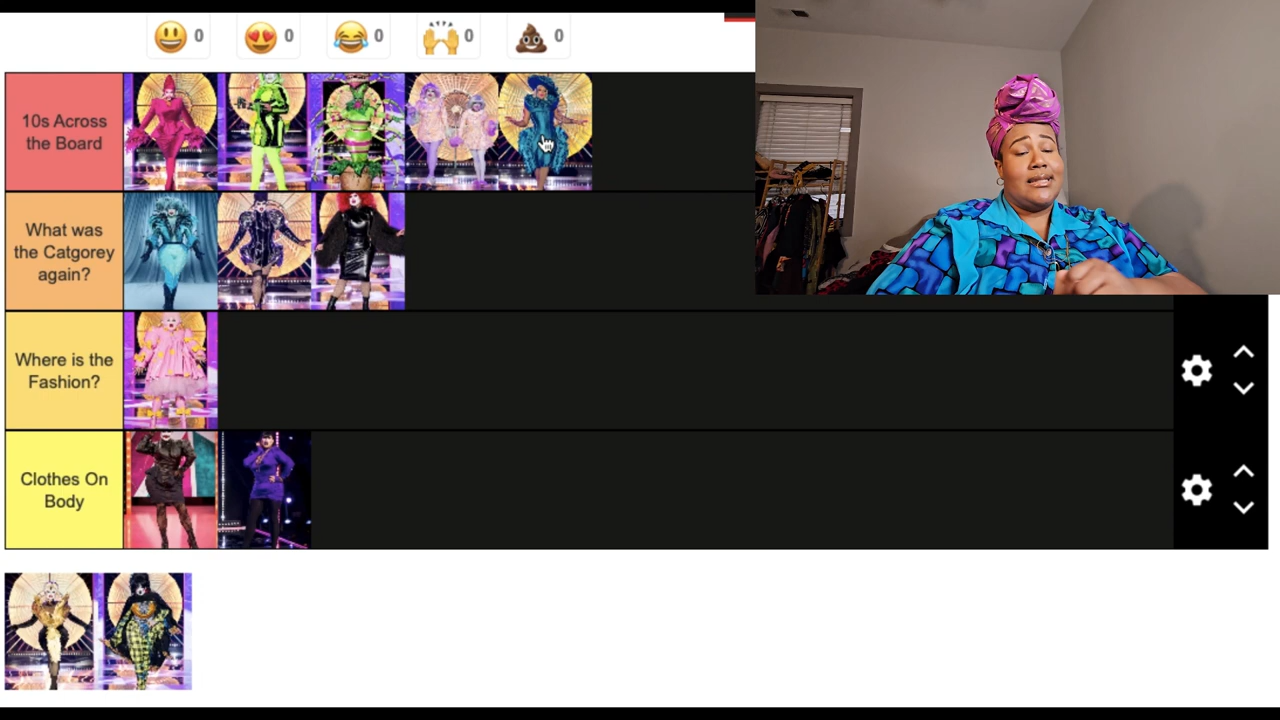 0
0
0
0
0
10s Across
the Board
What was
the Catgorey
again?
Where is the
Fashion?
Clothes On
Body